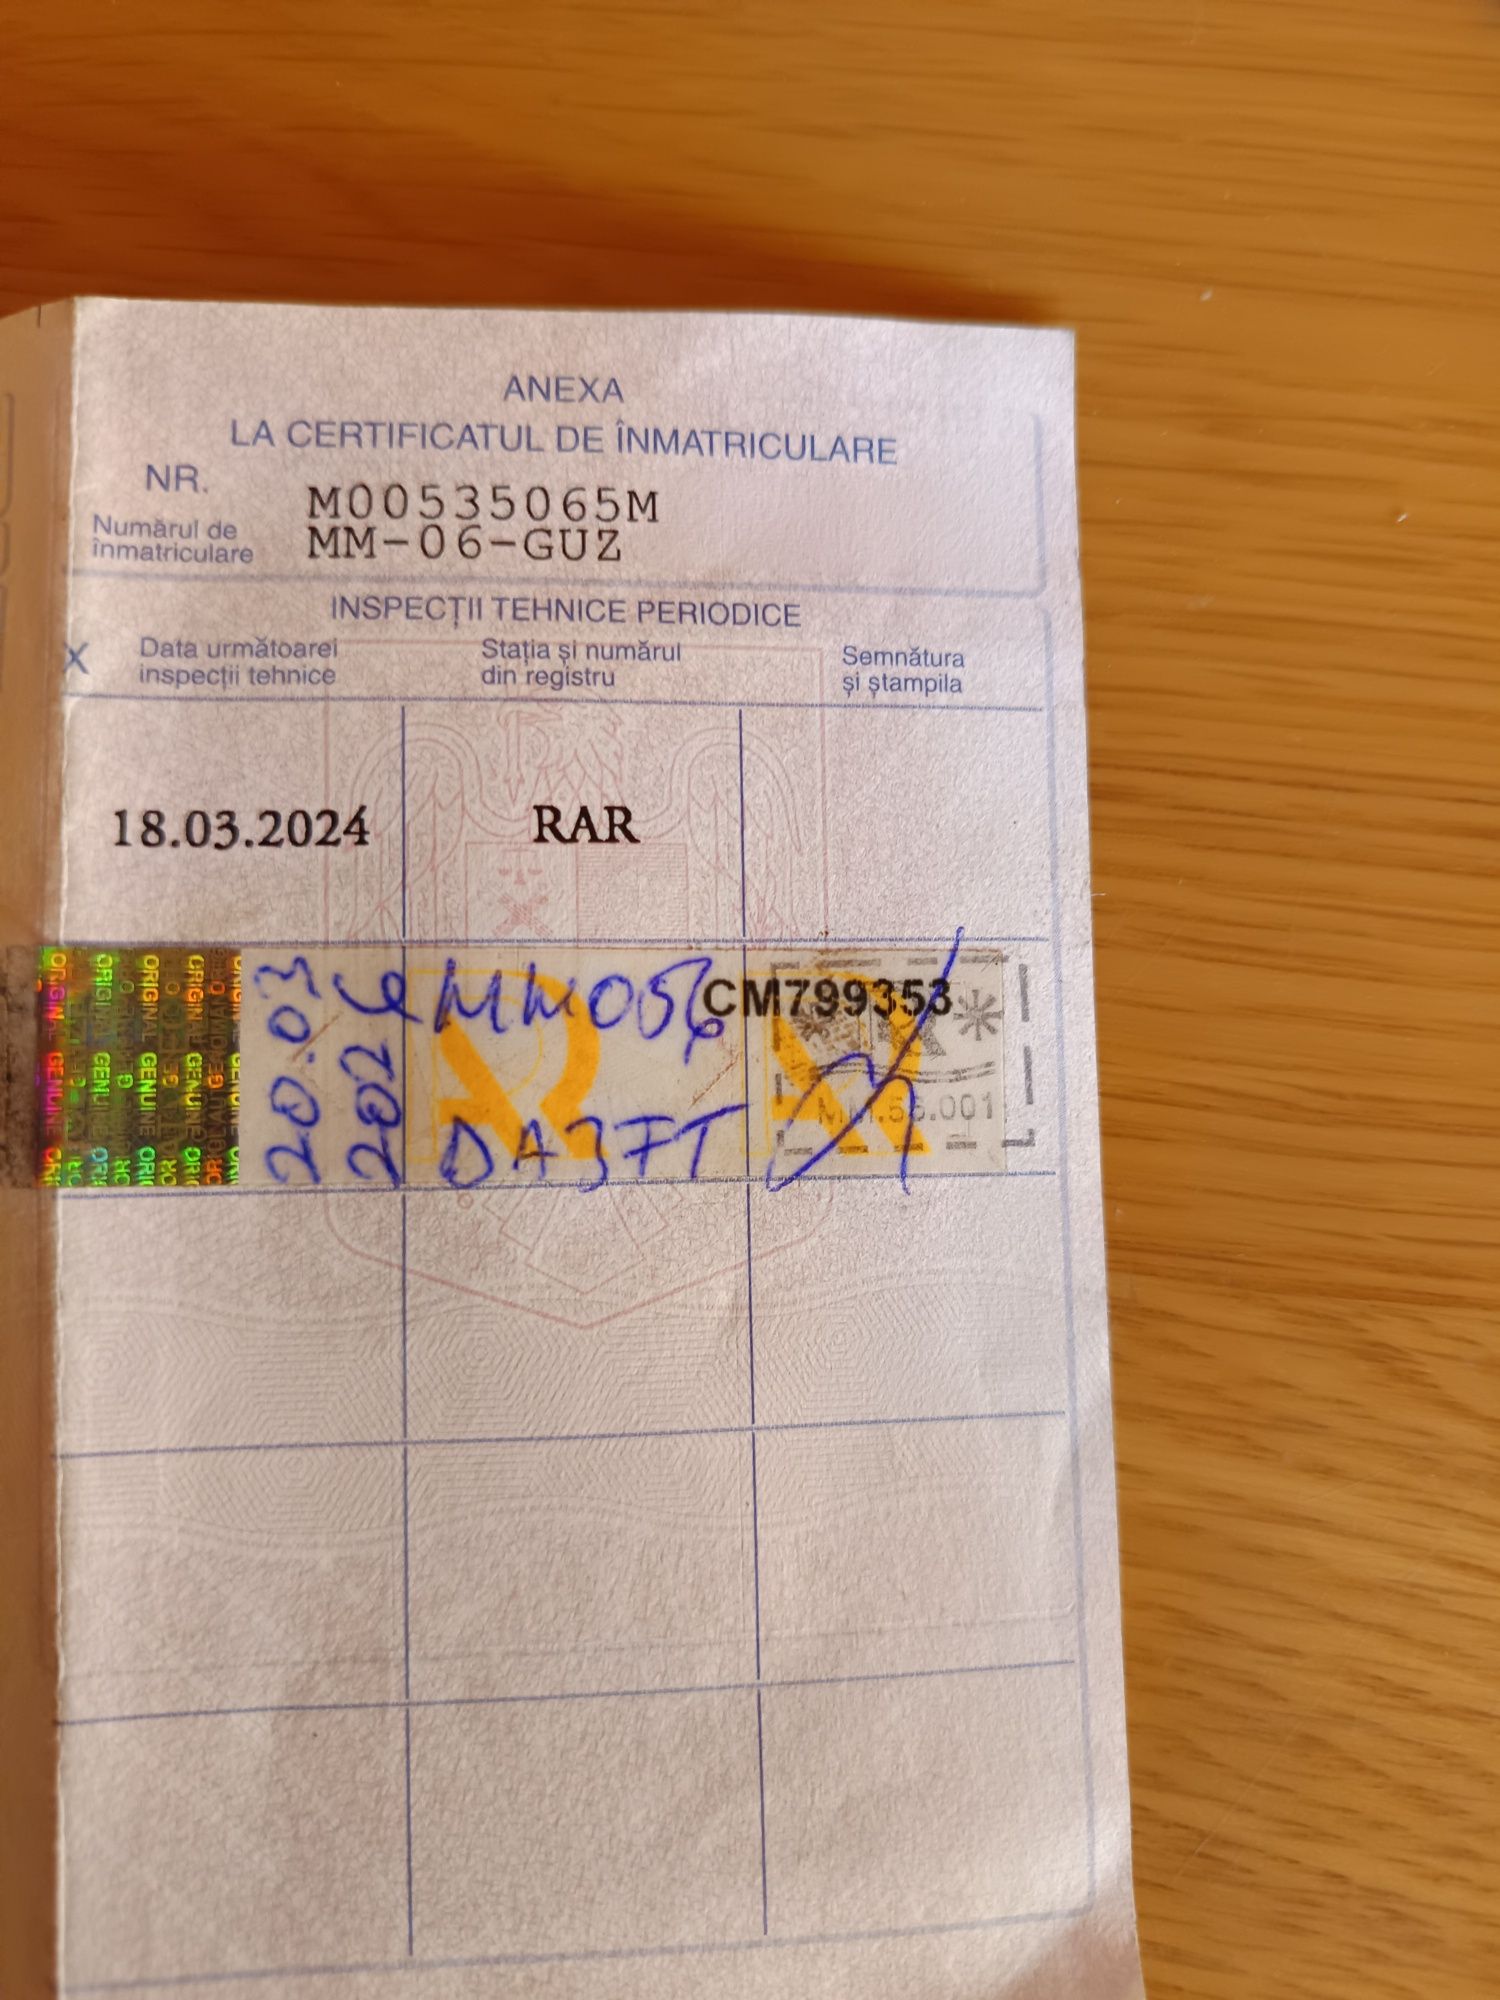 ANEXA
LA CERTIFICATUL DE ÎNMATRICULARE
NR. M00535065M
Numărul de
înmatriculare MM-06-GUZ
INSPECȚII TEHNICE PERIODICE
X Data următoarei
inspecții tehnice
Stația și numărul
din registru
Semnătura
și ștampila
18.03.2024 RAR
20.03
202
MM056
CM799353
DA37FT
ORIGINAL GENUINE